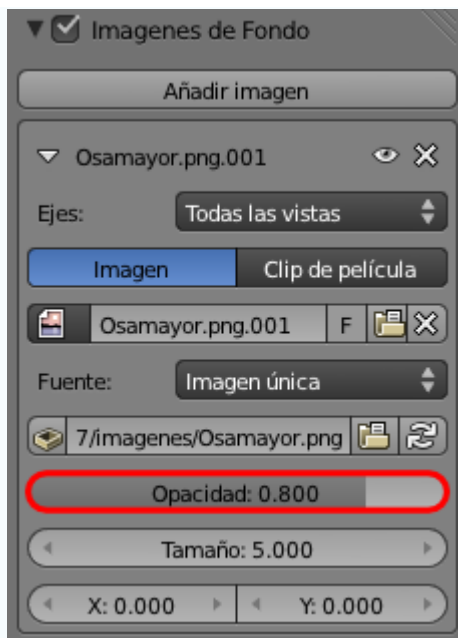 Imagenes de Fondo
Añadir imagen
Osamayor.png.001
Ejes: Todas las vistas
Imagen Clip de película
Osamayor.png.001 F
Fuente: Imagen única
7/imagenes/Osamayor.png
Opacidad: 0.800
Tamaño: 5.000
X: 0.000 Y: 0.000